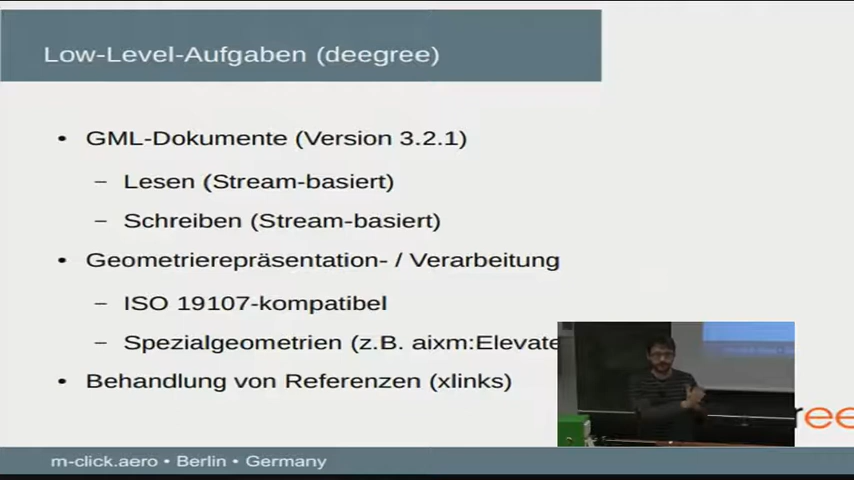 Low-Level-Aufgaben (deegree)
• GML-Dokumente (Version 3.2.1)
– Lesen (Stream-basiert)
– Schreiben (Stream-basiert)
• Geometrierepräsentation- / Verarbeitung
– ISO 19107-kompatibel
– Spezialgeometrien (z.B. aixm:Elevate
• Behandlung von Referenzen (xlinks)
ree
m-click.aero • Berlin • Germany